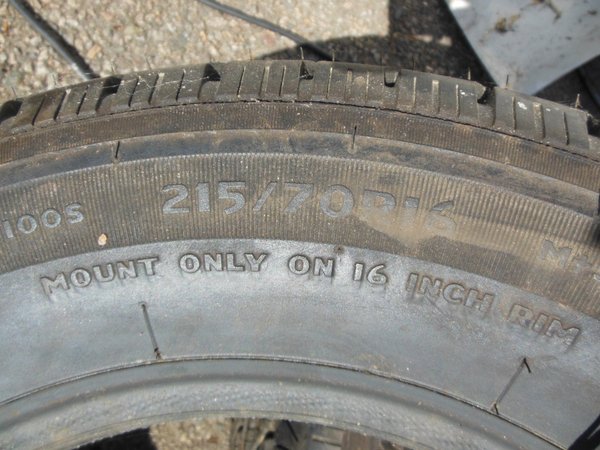 100S 215/70R16
MOUNT ONLY ON 16 INCH RIM